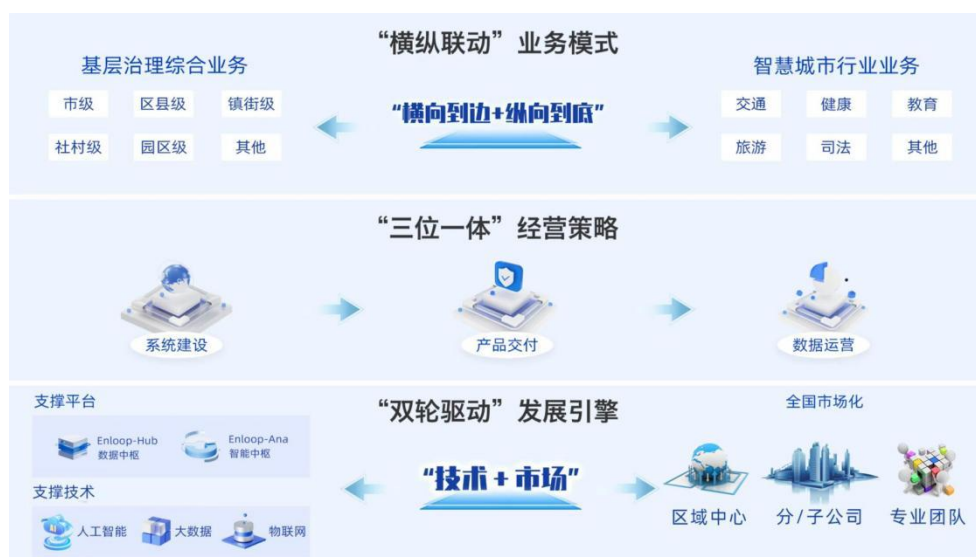 “横纵联动”业务模式
基层治理综合业务
市级 区县级 镇街级
社村级 园区级 其他
“横向到边+纵向到底”
智慧城市行业业务
交通 健康 教育
旅游 司法 其他
“三位一体”经营策略
系统建设
产品交付
数据运营
“双轮驱动”发展引擎
支撑平台
Enloop-Hub
数据中枢
Enloop-Ana
智能中枢
支撑技术
人工智能 大数据 物联网
“技术+市场”
全国市场化
区域中心 分/子公司 专业团队